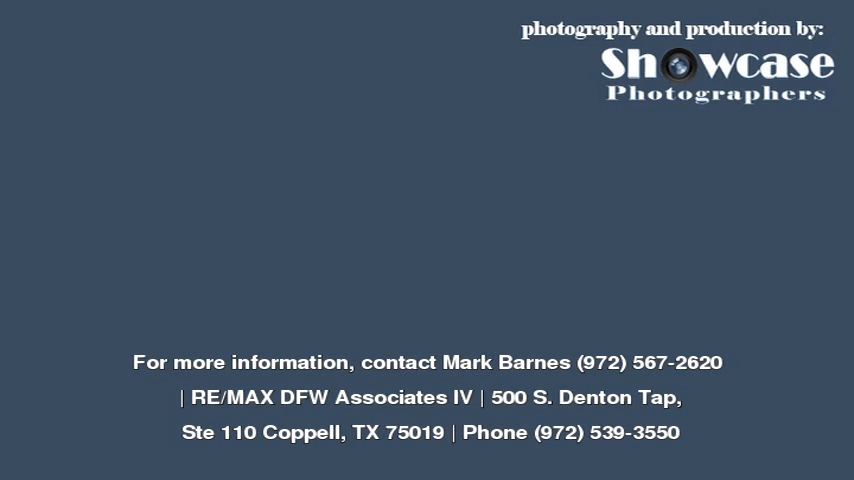 photography and production by:
Showcase
Photographers
For more information, contact Mark Barnes (972) 567-2620
| RE/MAX DFW Associates IV | 500 S. Denton Tap,
Ste 110 Coppell, TX 75019 | Phone (972) 539-3550